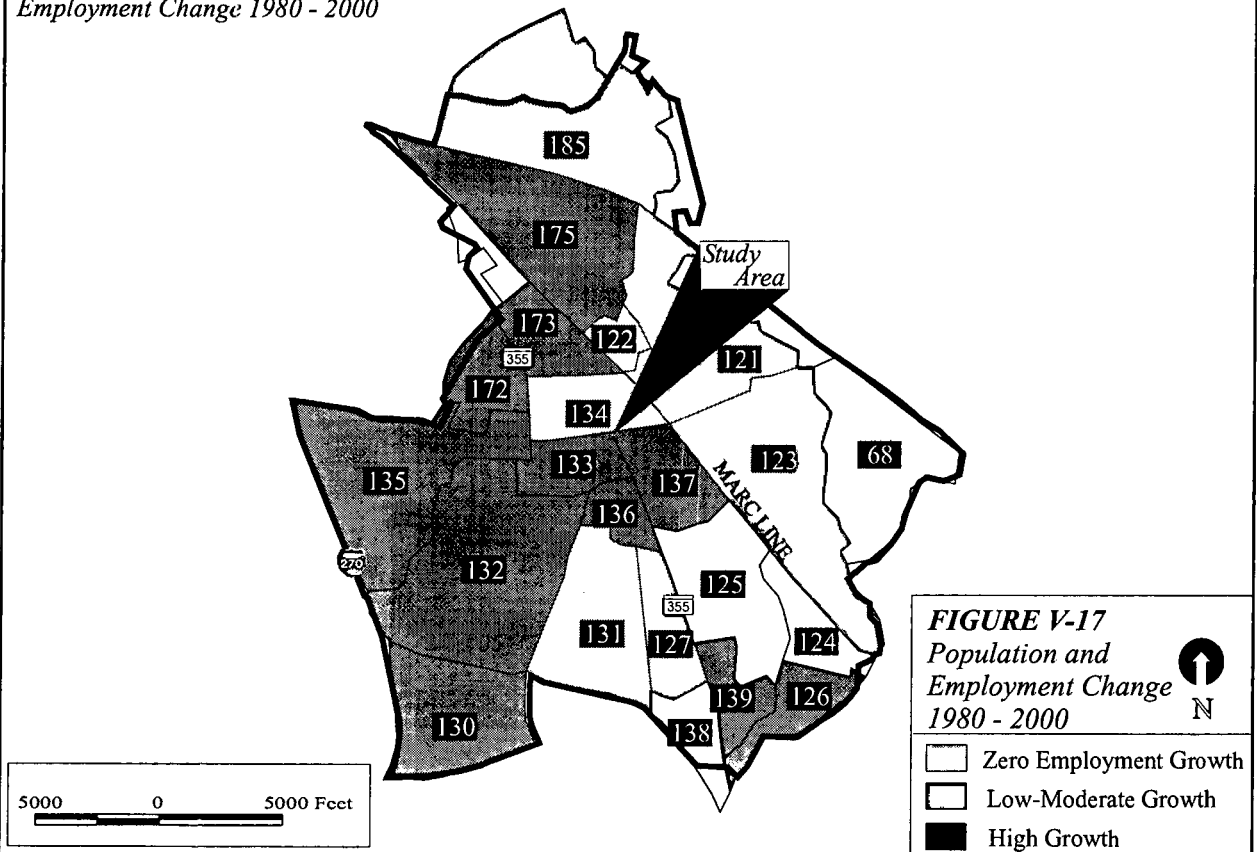 Employment Change 1980 - 2000
185
175
Study
Area
173
122
355
121
172
134
133
123
68
135
137
MARC LINE
136
270
132
125
355
131
127
124
139
126
130
138
5000 0 5000 Feet
FIGURE V-17
Population and
Employment Change
1980 - 2000
N
Zero Employment Growth
Low-Moderate Growth
High Growth